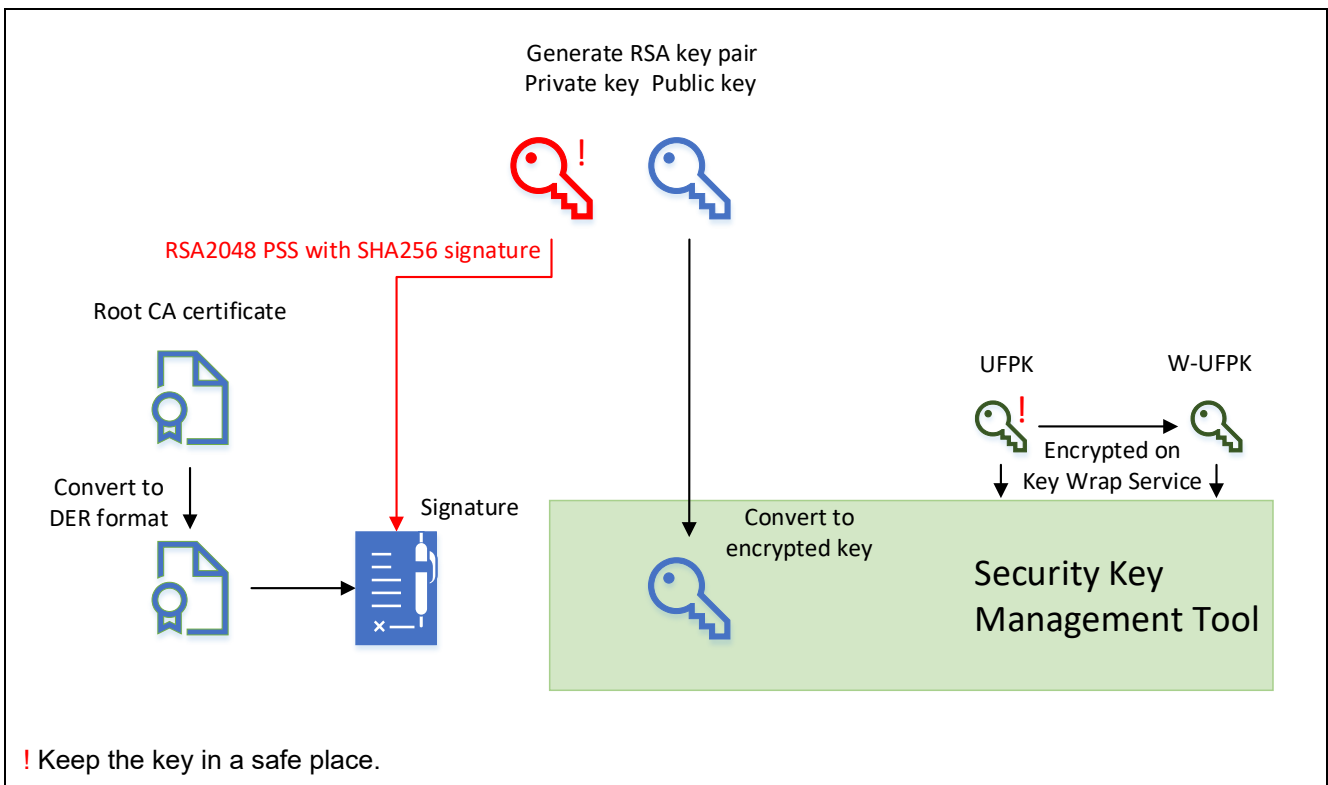 Generate RSA key pair
Private key Public key
!
RSA2048 PSS with SHA256 signature
Root CA certificate
UFPK
W-UFPK
!
Encrypted on
Key Wrap Service
Convert to
DER format
Signature
Convert to
encrypted key
Security Key
Management Tool
! Keep the key in a safe place.